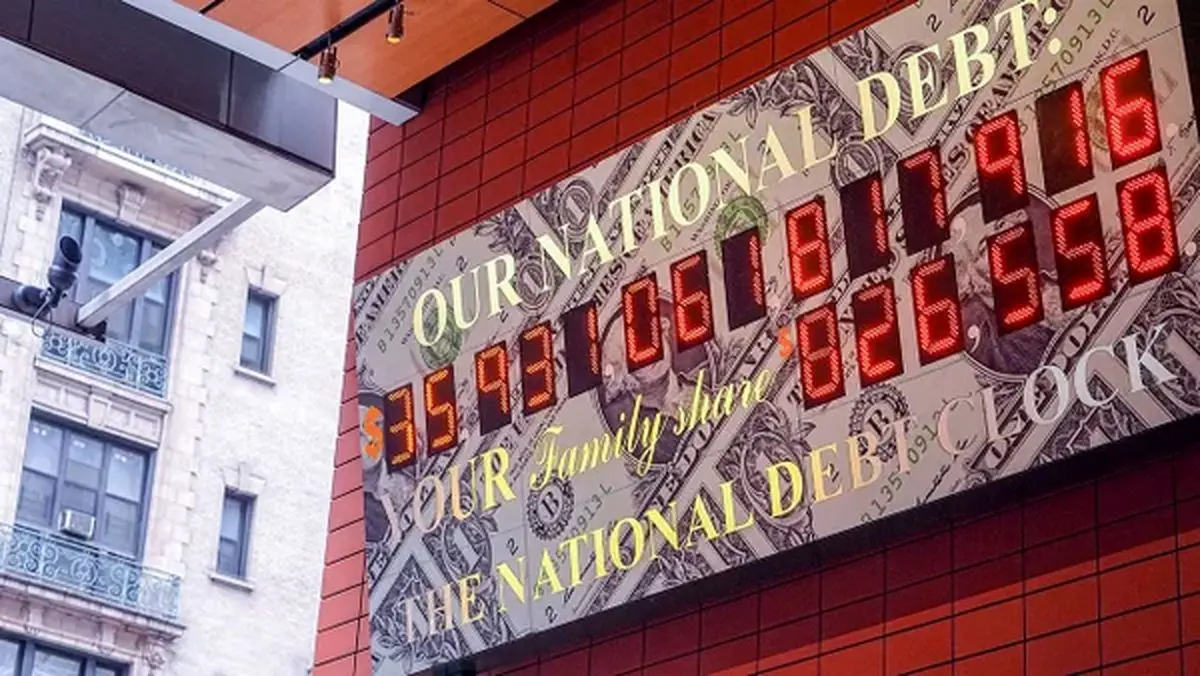 OUR NATIONAL DEBT:
$35,931,061,817,916
YOUR Family share $826,558
THE NATIONAL DEBT CLOCK